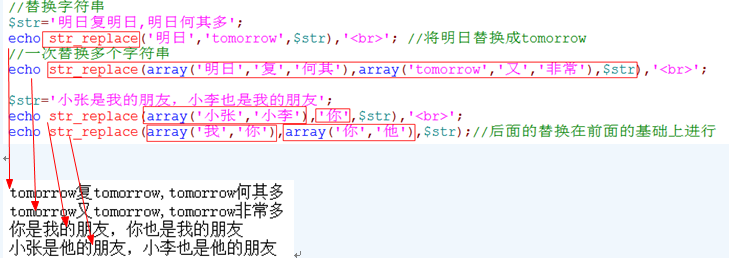 //替换字符串
$str='明日复明日,明日何其多';
echo str_replace('明日','tomorrow',$str),'<br>'; //将明日替换成tomorrow
//一次替换多个字符串
echo str_replace(array('明日','复','何其'),array('tomorrow','又','非常'),$str),'<br>';
$str='小张是我的朋友，小李也是我的朋友';
echo str_replace(array('小张','小李'),'你',$str),'<br>';
echo str_replace(array('我','你'),array('你','他'),$str);//后面的替换在前面的基础上进行
tomorrow复tomorrow,tomorrow何其多
tomorrow又tomorrow,tomorrow非常多
你是我的朋友，你也是我的朋友
小张是他的朋友，小李也是他的朋友